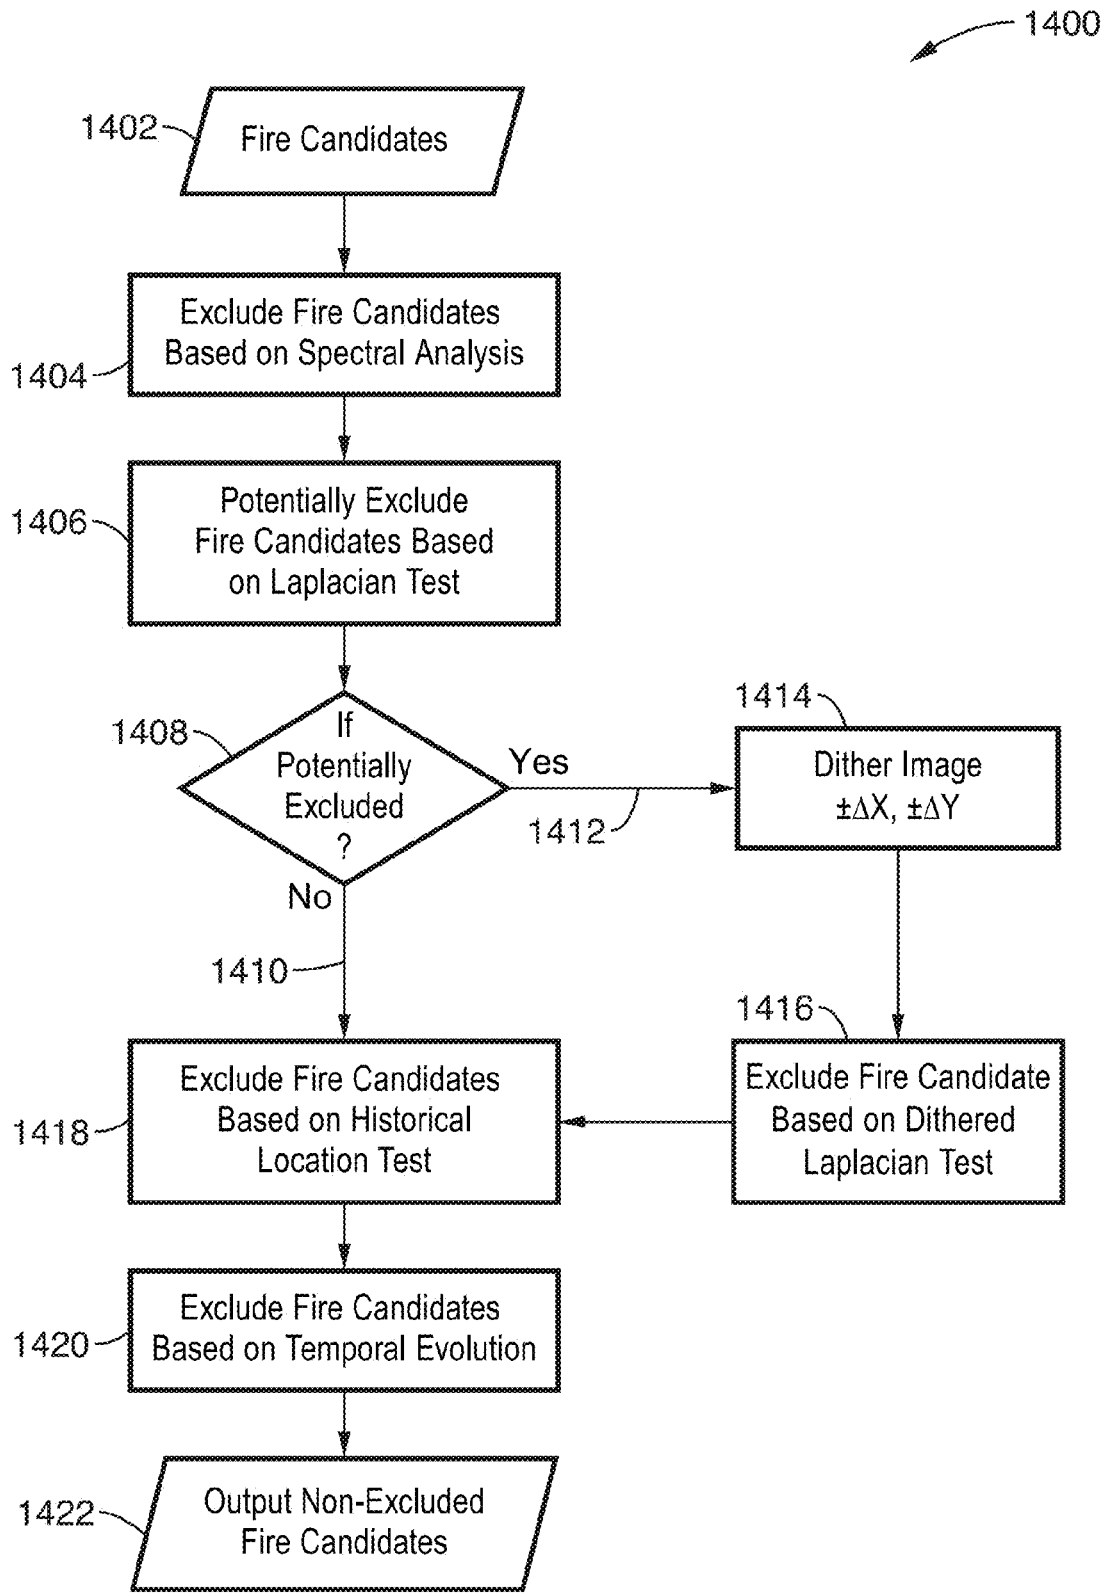 1400
1402
Fire Candidates
Exclude Fire Candidates
Based on Spectral Analysis
1404
Potentially Exclude
Fire Candidates Based
on Laplacian Test
1406
1408
If
Potentially
Excluded
?
Yes
1412
No
1410
1414
Dither Image
±ΔX, ±ΔY
1416
Exclude Fire Candidate
Based on Dithered
Laplacian Test
Exclude Fire Candidates
Based on Historical
Location Test
1418
Exclude Fire Candidates
Based on Temporal Evolution
1420
Output Non-Excluded
Fire Candidates
1422